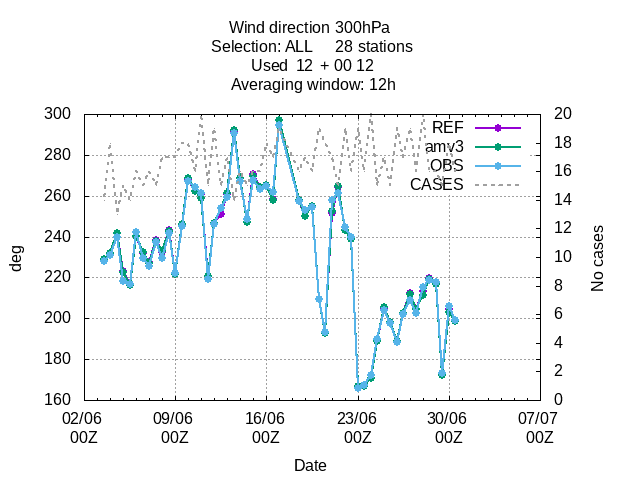 Wind direction 300hPa
Selection: ALL 28 stations
Used 12 + 00 12
Averaging window: 12h
300
280
260
240
220
200
180
160
deg
20
18
16
14
12
10
8
6
4
2
0
No cases
REF
amv3
OBS
CASES
02/06 09/06 16/06 23/06 30/06 07/07
00Z 00Z 00Z 00Z 00Z 00Z
Date